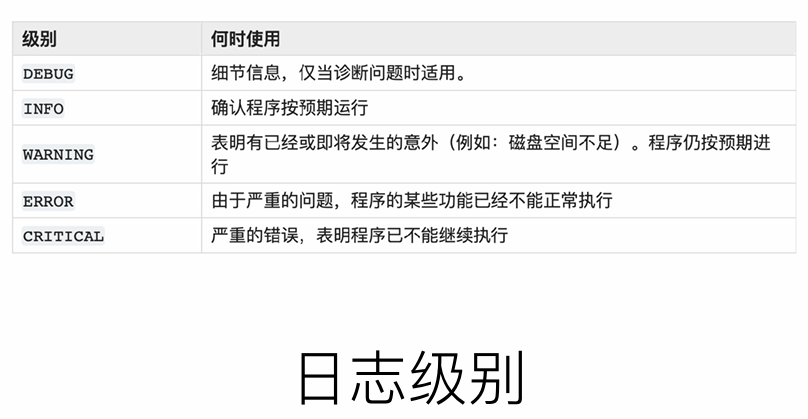 级别 何时使用
DEBUG 细节信息，仅当诊断问题时适用。
INFO 确认程序按预期运行
WARNING 表明有已经或即将发生的意外（例如：磁盘空间不足）。程序仍按预期进
行
ERROR 由于严重的问题，程序的某些功能已经不能正常执行
CRITICAL 严重的错误，表明程序已不能继续执行
日志级别